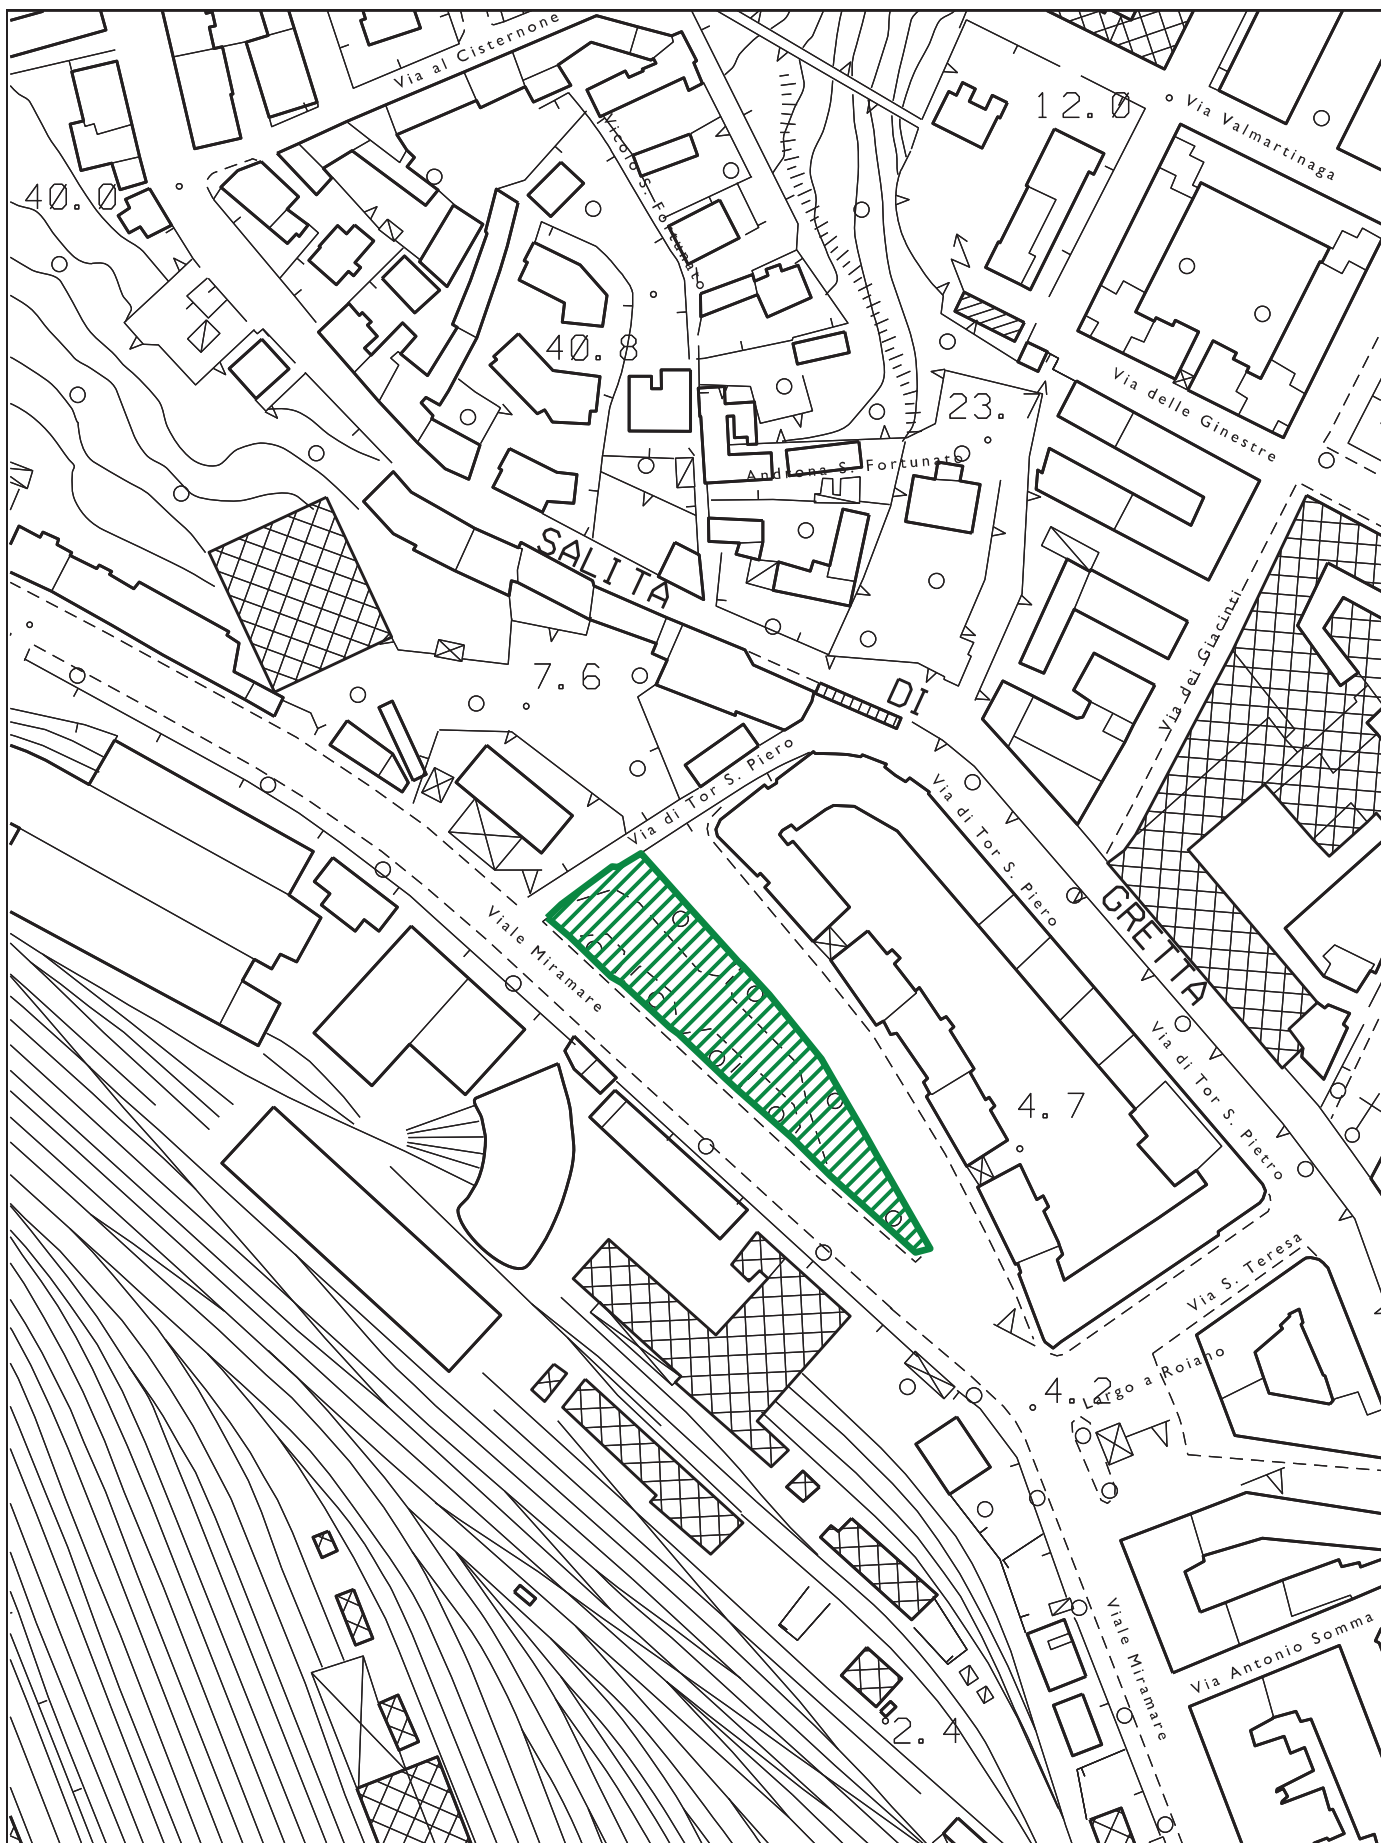 Via al Cisternone
12.0
Via Valmartinaga
40.0
Vicolo S. Fortunato
40.8
Via delle Ginestre
23.7
Androna S. Fortunato
SALITA
DI
GRETTA
7.6
Via dei Giacinti
Via di Tor S. Piero
Via di Tor S. Piero
Viale Miramare
Via di Tor S. Pietro
4.7
Via S. Teresa
Largo a Roiano
4.2
Viale Miramare
Via Antonio Somma
2.4